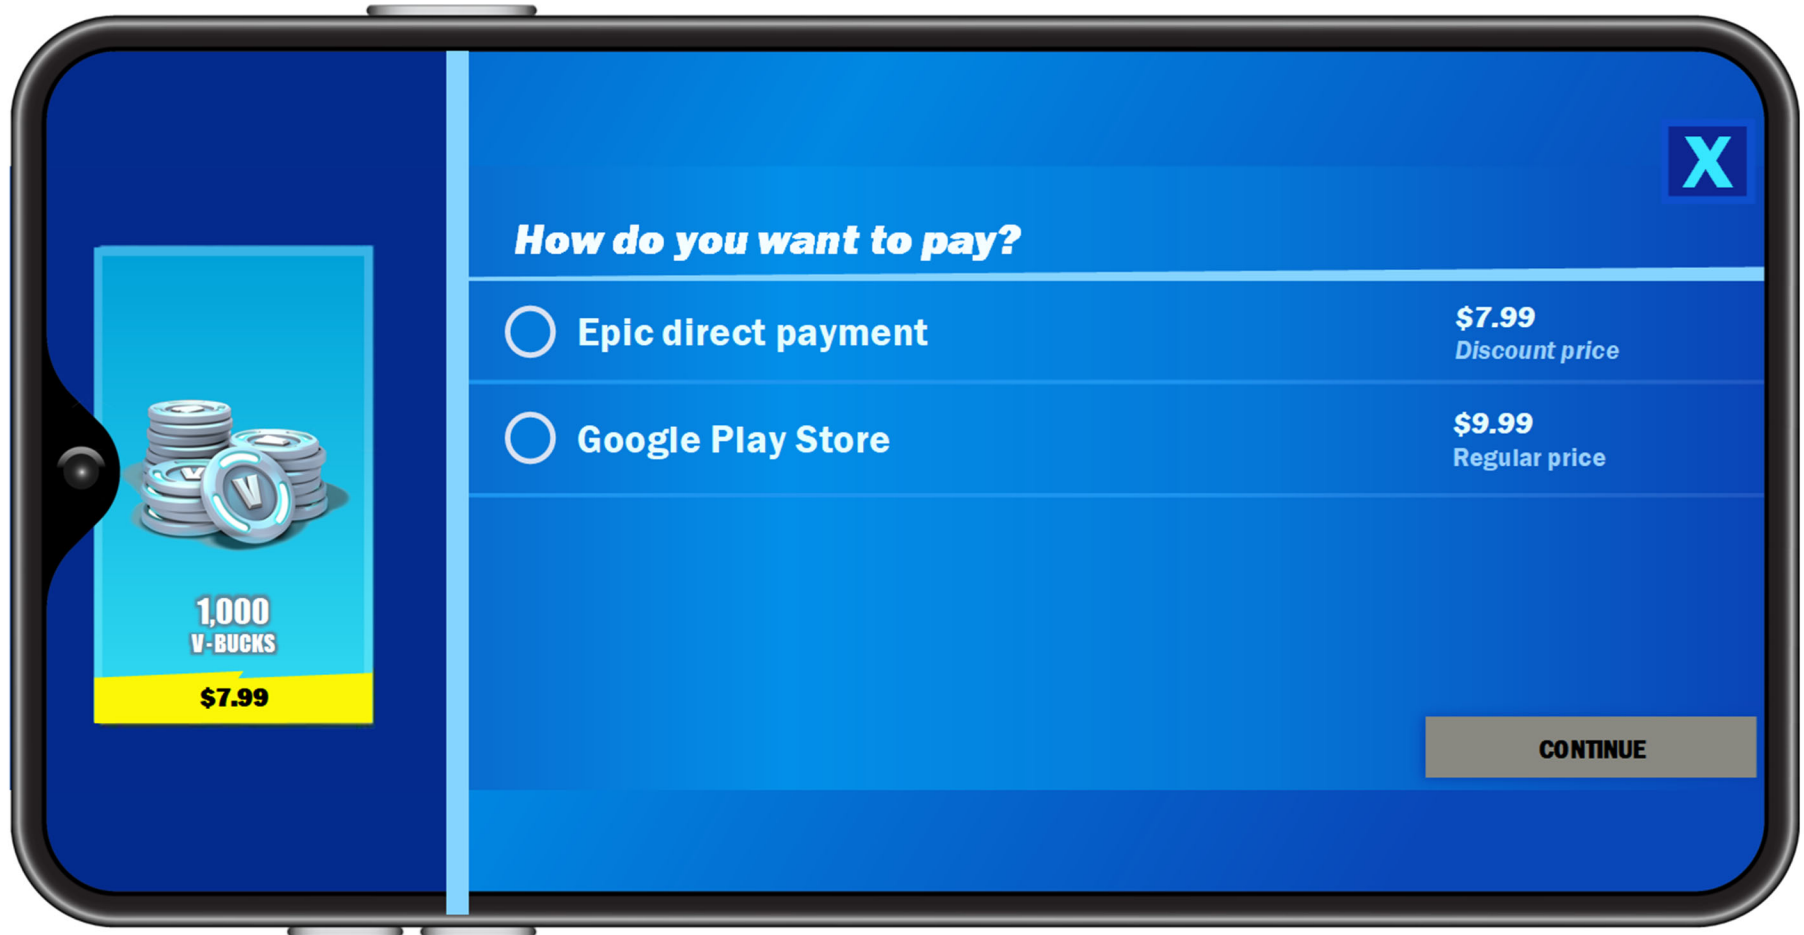 X
How do you want to pay?
Epic direct payment
$7.99
Discount price
Google Play Store
$9.99
Regular price
V
V
1,000
V-BUCKS
$7.99
CONTINUE